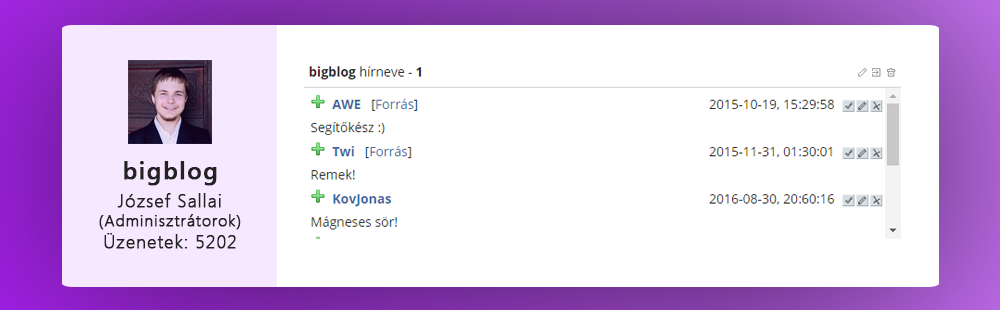 bigblog
József Sallai
(Adminisztrátorok)
Üzenetek: 5202
bigblog hírneve - 1
AWE [Forrás] 2015-10-19, 15:29:58
Segítőkész :)
Twi [Forrás] 2015-11-31, 01:30:01
Remek!
KovJonas 2016-08-30, 20:60:16
Mágneses sör!